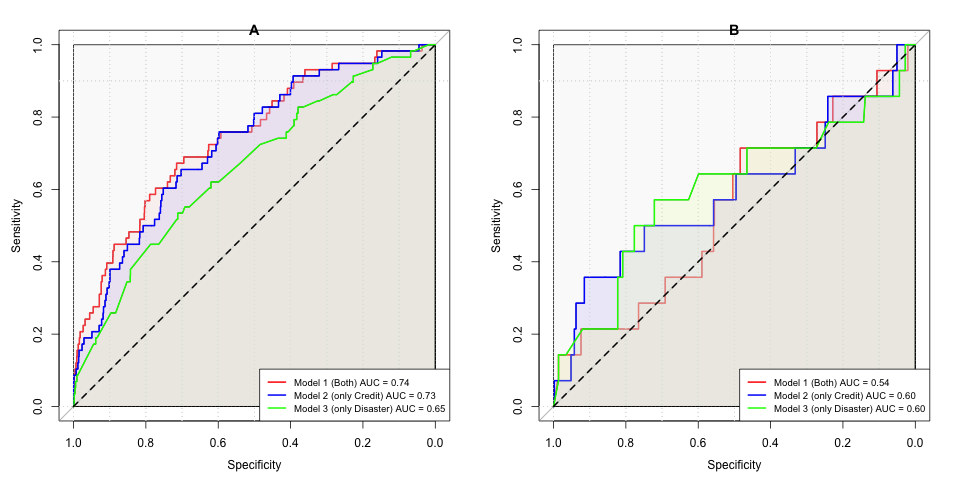 A
Sensitivity
1.0
0.8
0.6
0.4
0.2
0.0
Model 1 (Both) AUC = 0.74
Model 2 (only Credit) AUC = 0.73
Model 3 (only Disaster) AUC = 0.65
1.0 0.8 0.6 0.4 0.2 0.0
Specificity
B
Sensitivity
1.0
0.8
0.6
0.4
0.2
0.0
Model 1 (Both) AUC = 0.54
Model 2 (only Credit) AUC = 0.60
Model 3 (only Disaster) AUC = 0.60
1.0 0.8 0.6 0.4 0.2 0.0
Specificity